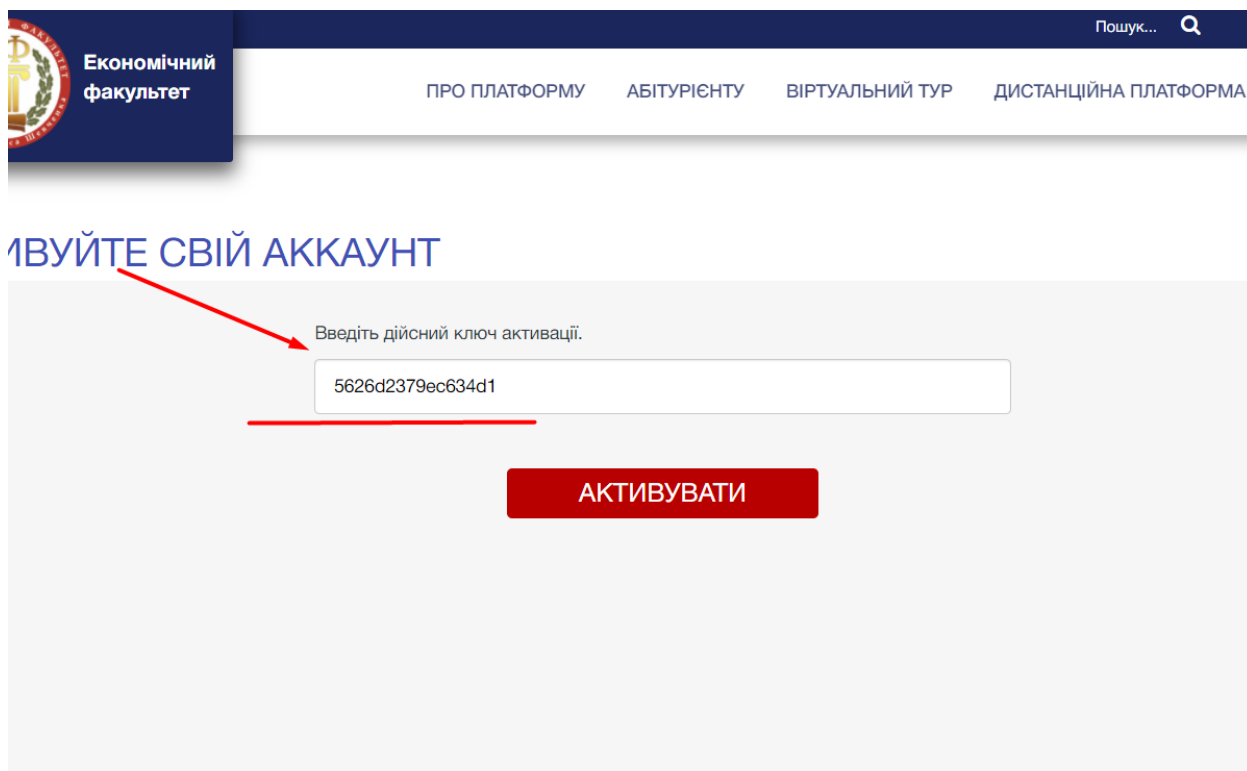 Пошук...
Економічний
факультет
ПРО ПЛАТФОРМУ АБІТУРІЄНТУ ВІРТУАЛЬНИЙ ТУР ДИСТАНЦІЙНА ПЛАТФОРМА
ИВУЙТЕ СВІЙ АККАУНТ
Введіть дійсний ключ активації.
5626d2379ec634d1
АКТИВУВАТИ